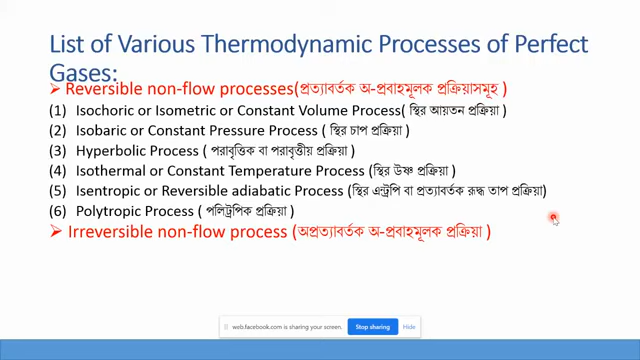 List of Various Thermodynamic Processes of Perfect
Gases:
➢ Reversible non-flow processes(প্রত্যাবর্তক অ-প্রবাহমূলক প্রক্রিয়াসমূহ )
(1) Isochoric or Isometric or Constant Volume Process( স্থির আয়তন প্রক্রিয়া )
(2) Isobaric or Constant Pressure Process ( স্থির চাপ প্রক্রিয়া )
(3) Hyperbolic Process ( পরাবৃত্তিক বা পরাবৃত্তীয় প্রক্রিয়া )
(4) Isothermal or Constant Temperature Process (স্থির উষ্ণ প্রক্রিয়া )
(5) Isentropic or Reversible adiabatic Process (স্থির এন্ট্রপি বা প্রত্যাবর্তক রূদ্ধ তাপ প্রক্রিয়া)
(6) Polytropic Process ( পলিট্রপিক প্রক্রিয়া )
➢ Irreversible non-flow process (অপ্রত্যাবর্তক অ-প্রবাহমূলক প্রক্রিয়া )
web.facebook.com is sharing your screen. Stop sharing Hide